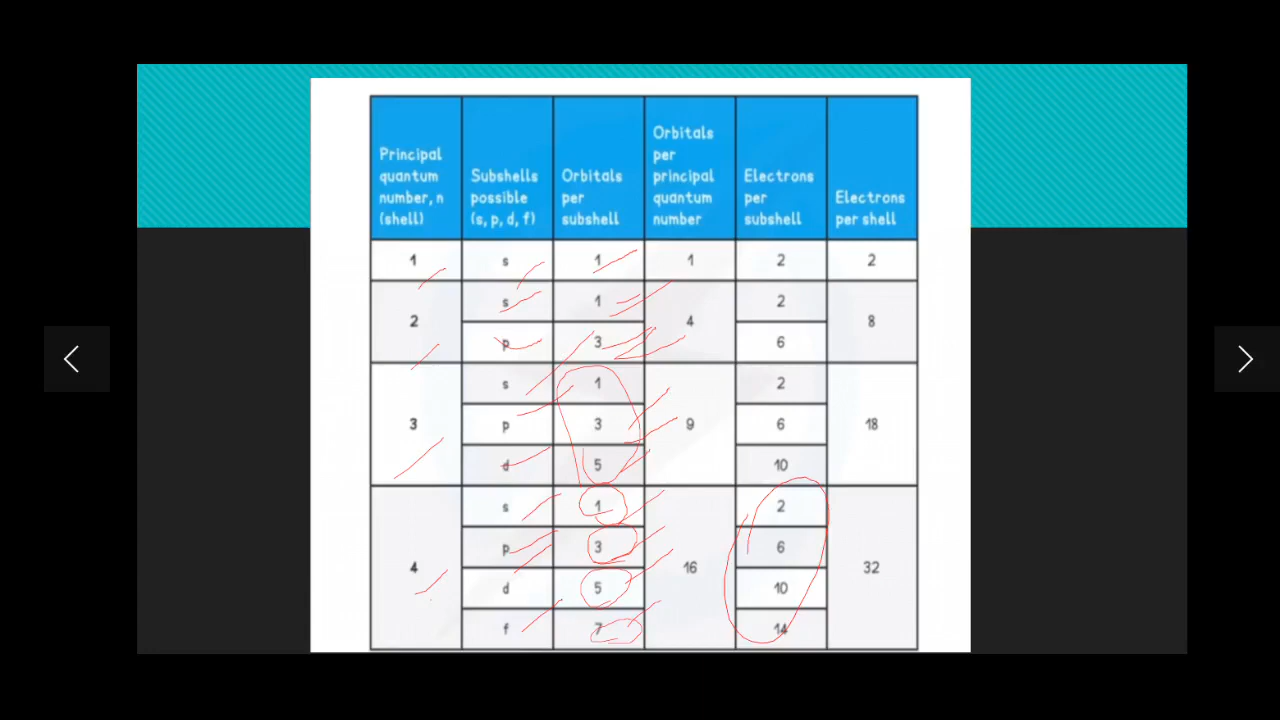 Principal quantum number, n (shell) | Subshells possible (s, p, d, f) | Orbitals per subshell | Orbitals per principal quantum number | Electrons per subshell | Electrons per shell
1 | s | 1 | 1 | 2 | 2
2 | s | 1 | 4 | 2 | 8
p | 3 | 6
3 | s | 1 | 9 | 2 | 18
p | 3 | 6
d | 5 | 10
4 | s | 1 | 16 | 2 | 32
p | 3 | 6
d | 5 | 10
f | 7 | 14